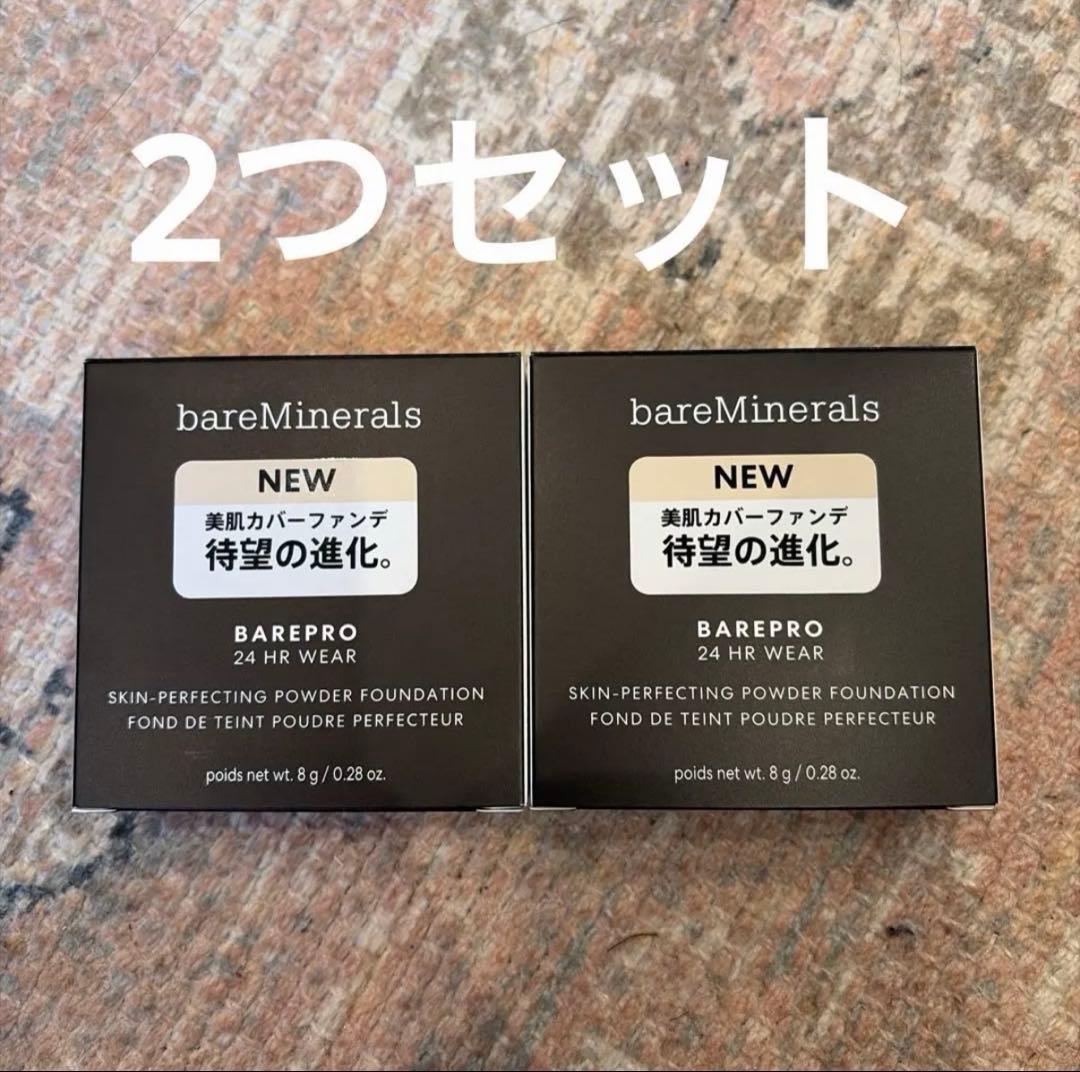 2つセット
bareMinerals
NEW
美肌カバーファンデ
待望の進化。
BAREPRO
24 HR WEAR
SKIN-PERFECTING POWDER FOUNDATION
FOND DE TEINT POUDRE PERFECTEUR
poids net wt. 8 g / 0.28 oz.
bareMinerals
NEW
美肌カバーファンデ
待望の進化。
BAREPRO
24 HR WEAR
SKIN-PERFECTING POWDER FOUNDATION
FOND DE TEINT POUDRE PERFECTEUR
poids net wt. 8 g / 0.28 oz.